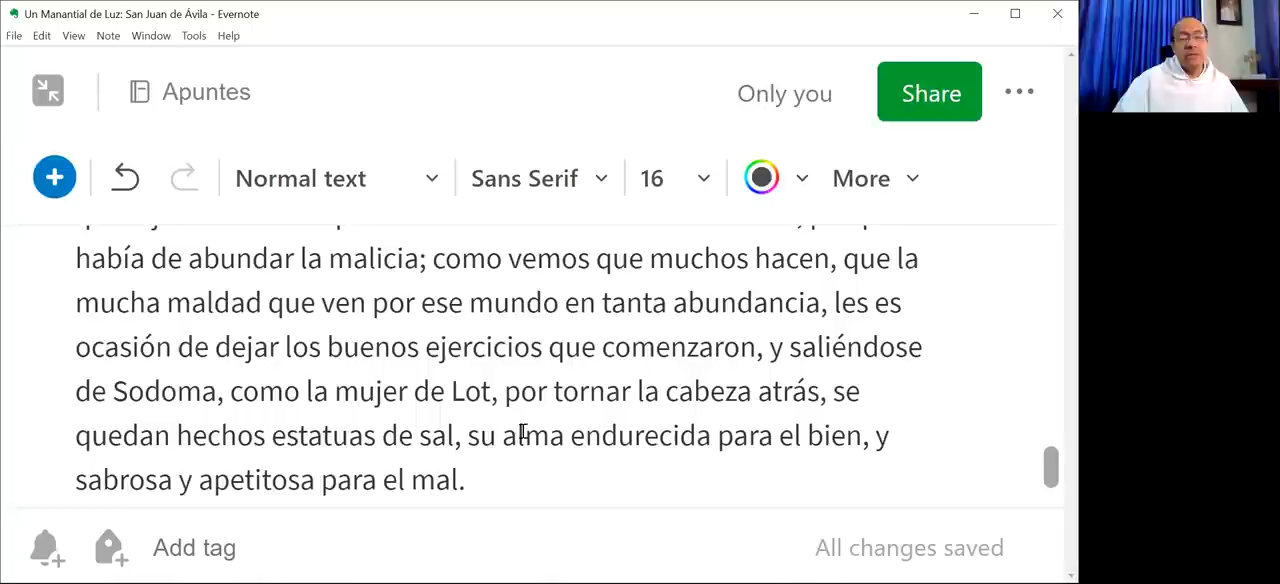 Un Manantial de Luz: San Juan de Ávila - Evernote
File Edit View Note Window Tools Help
Apuntes
Only you
Share
Normal text
Sans Serif
16
More
había de abundar la malicia; como vemos que muchos hacen, que la
mucha maldad que ven por ese mundo en tanta abundancia, les es
ocasión de dejar los buenos ejercicios que comenzaron, y saliéndose
de Sodoma, como la mujer de Lot, por tornar la cabeza atrás, se
quedan hechos estatuas de sal, su alma endurecida para el bien, y
sabrosa y apetitosa para el mal.
Add tag
All changes saved